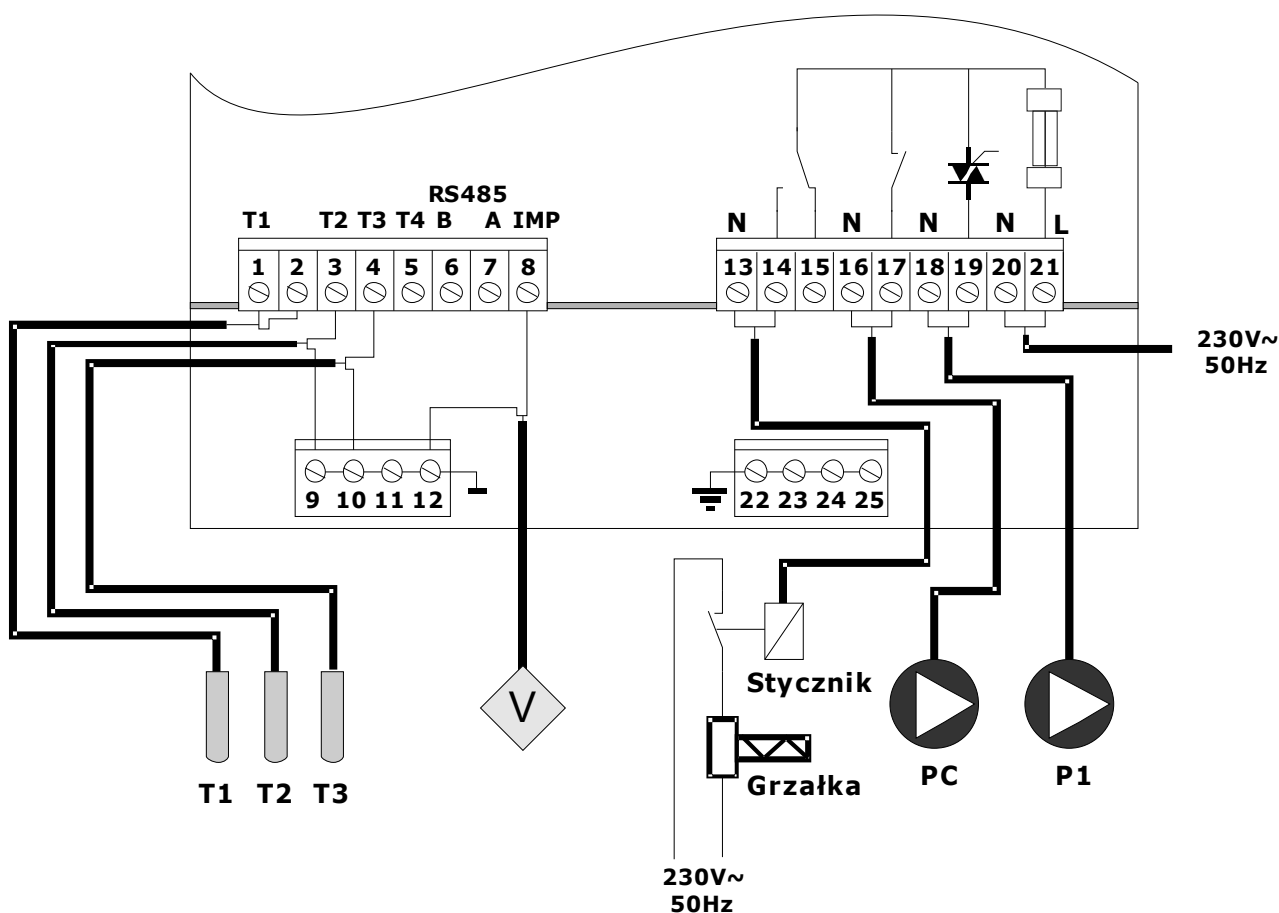 RS485
T1 T2 T3 T4 B A IMP
N N N N L
1 2 3 4 5 6 7 8
13 14 15 16 17 18 19 20 21
230V~
50Hz
9 10 11 12
22 23 24 25
Stycznik
V
Grzałka
PC
P1
T1 T2 T3
230V~
50Hz